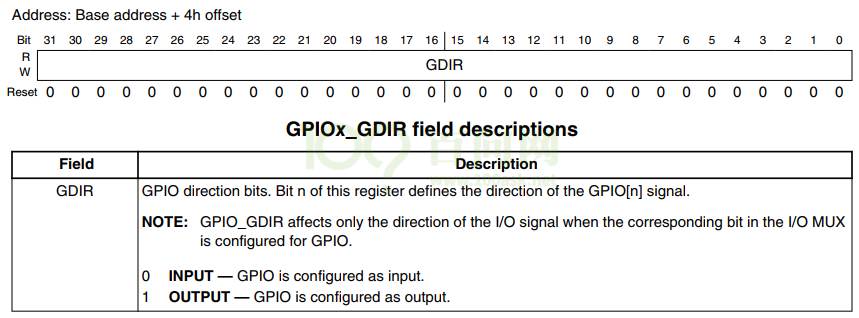 Address: Base address + 4h offset
Bit 31 30 29 28 27 26 25 24 23 22 21 20 19 18 17 16 15 14 13 12 11 10 9 8 7 6 5 4 3 2 1 0
R
GDIR
W
Reset 0 0 0 0 0 0 0 0 0 0 0 0 0 0 0 0 0 0 0 0 0 0 0 0 0 0 0 0 0 0 0 0
GPIOx_GDIR field descriptions
Field Description
GDIR GPIO direction bits. Bit n of this register defines the direction of the GPIO[n] signal.
NOTE: GPIO_GDIR affects only the direction of the I/O signal when the corresponding bit in the I/O MUX
is configured for GPIO.
0 INPUT — GPIO is configured as input.
1 OUTPUT — GPIO is configured as output.